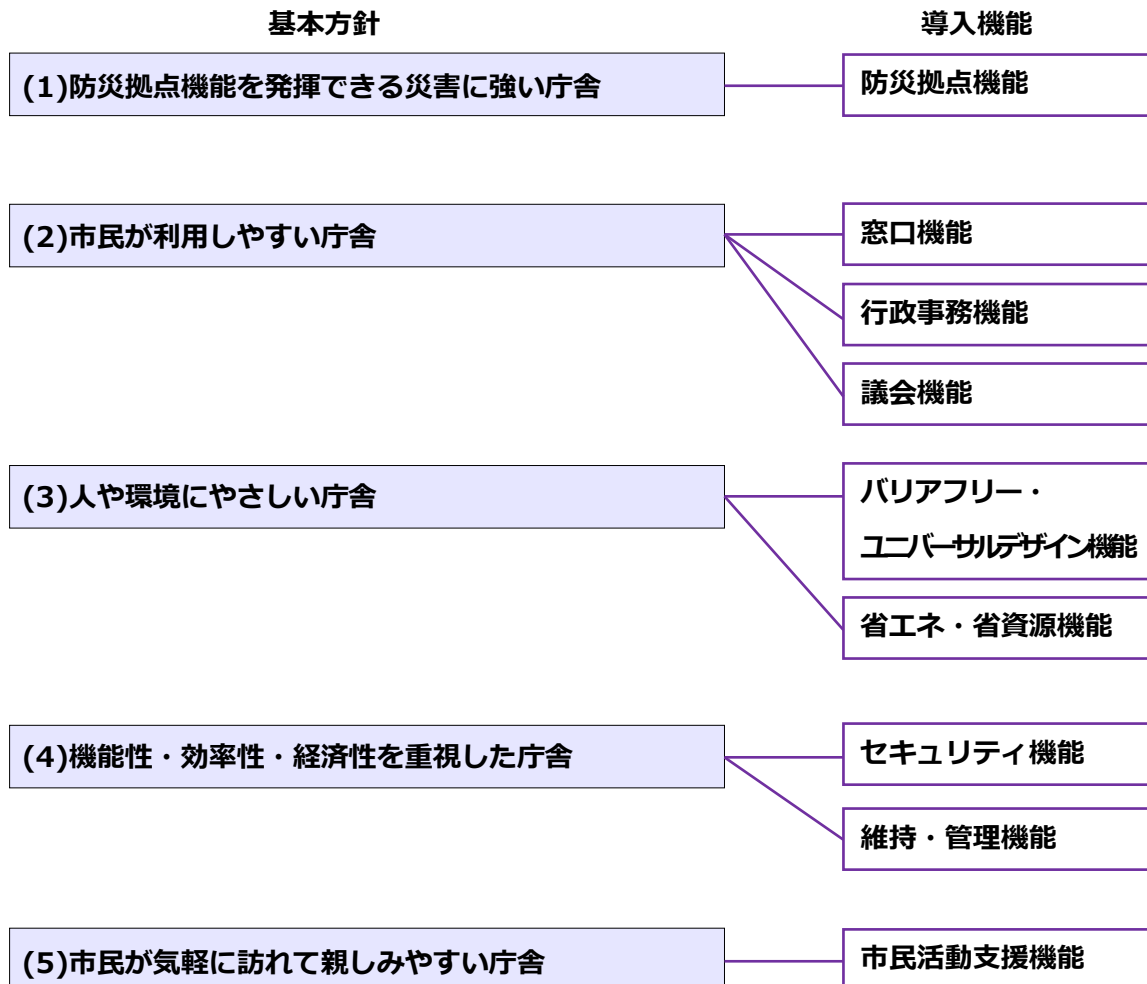 基本方針
導入機能
(1)防災拠点機能を発揮できる災害に強い庁舎
防災拠点機能
(2)市民が利用しやすい庁舎
窓口機能
行政事務機能
議会機能
(3)人や環境にやさしい庁舎
バリアフリー・
ユニバーサルデザイン機能
省エネ・省資源機能
(4)機能性・効率性・経済性を重視した庁舎
セキュリティ機能
維持・管理機能
(5)市民が気軽に訪れて親しみやすい庁舎
市民活動支援機能